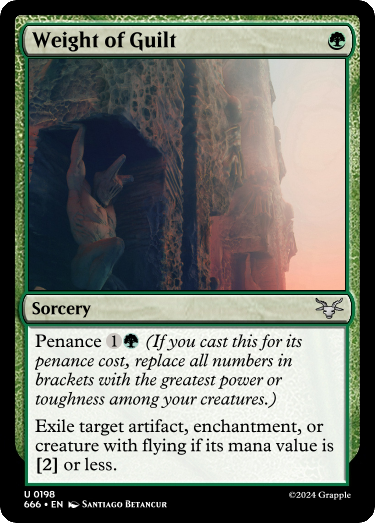 Weight of Guilt
Sorcery
Penance 1 (If you cast this for its
penance cost, replace all numbers in
brackets with the greatest power or
toughness among your creatures.)
Exile target artifact, enchantment, or
creature with flying if its mana value is
[2] or less.
U 0198
666 • EN Santiago Betancur
©2024 Grapple